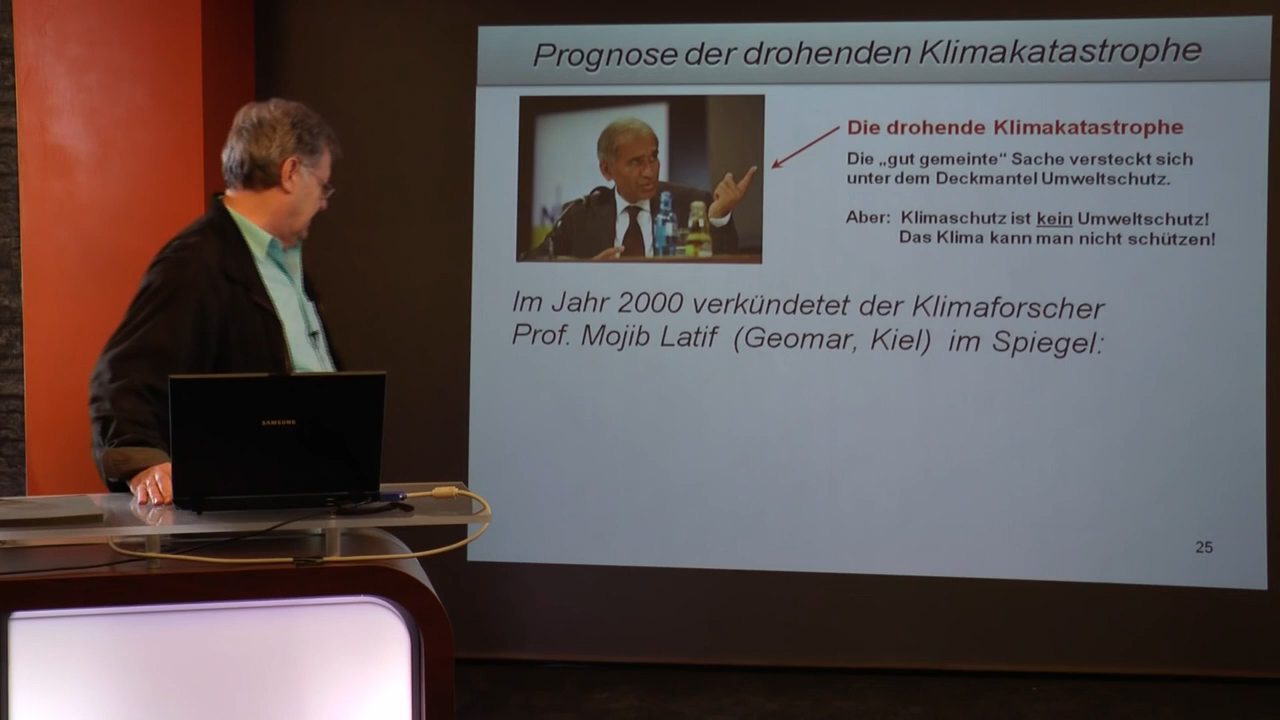 Prognose der drohenden Klimakatastrophe
Die drohende Klimakatastrophe
Die „gut gemeinte“ Sache versteckt sich
unter dem Deckmantel Umweltschutz.
Aber: Klimaschutz ist kein Umweltschutz!
Das Klima kann man nicht schützen!
Im Jahr 2000 verkündetet der Klimaforscher
Prof. Mojib Latif (Geomar, Kiel) im Spiegel:
25
SAMSUNG